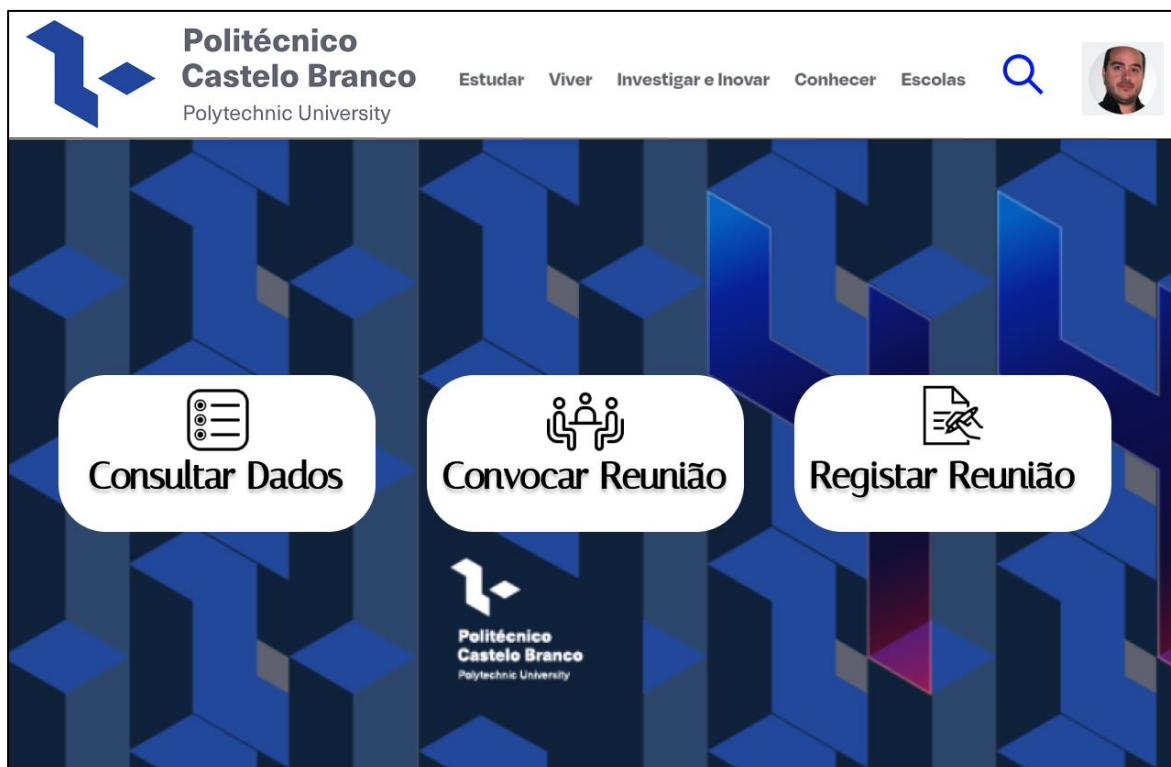 Politécnico
Castelo Branco
Polytechnic University
Estudar Viver Investigar e Inovar Conhecer Escolas
Consultar Dados
Convocar Reunião
Registar Reunião
Politécnico
Castelo Branco
Polytechnic University